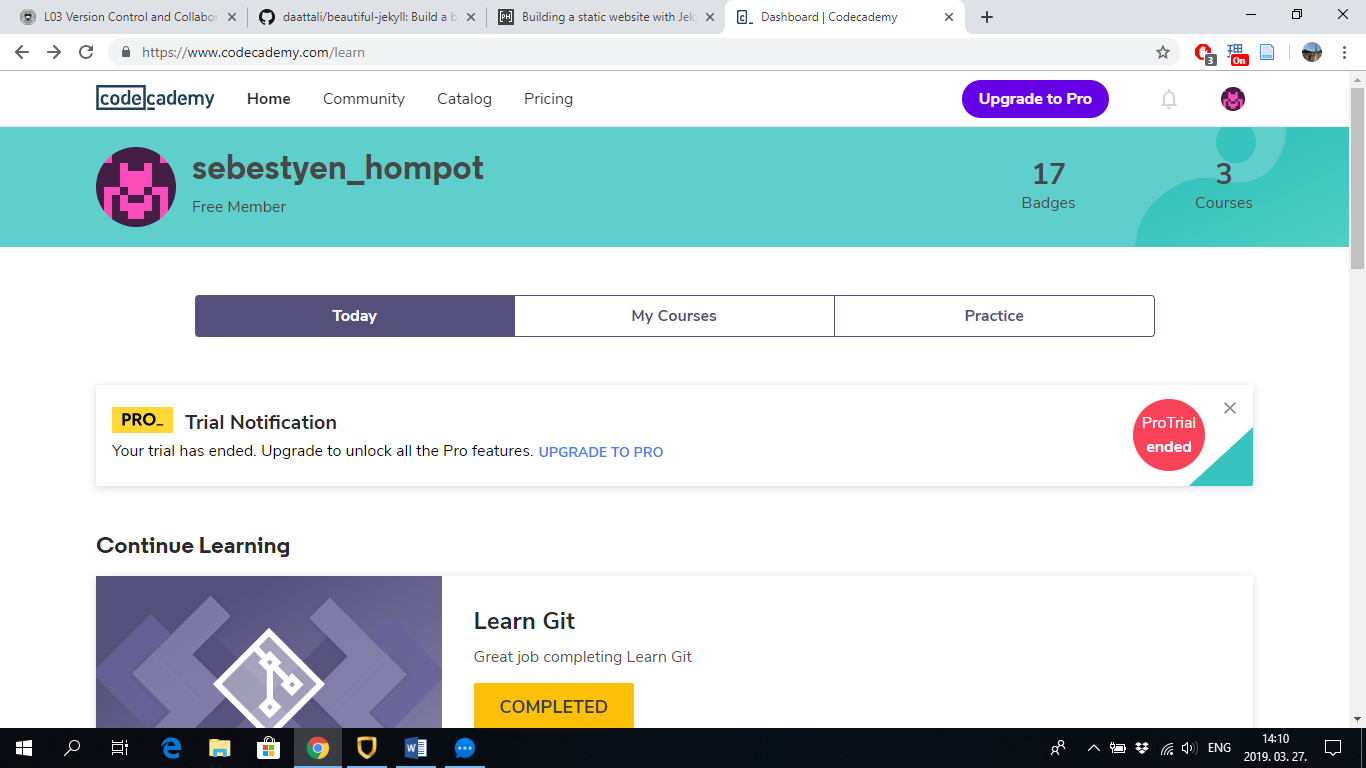 L03 Version Control and Collabor
daattali/beautiful-jekyll: Build a b
Building a static website with Jek
Dashboard | Codecademy
https://www.codecademy.com/learn
3
On
codecademy
Home
Community
Catalog
Pricing
Upgrade to Pro
sebestyen_hompot
Free Member
17
Badges
3
Courses
Today
My Courses
Practice
PRO_
Trial Notification
Your trial has ended. Upgrade to unlock all the Pro features. UPGRADE TO PRO
ProTrial
ended
Continue Learning
Learn Git
Great job completing Learn Git
COMPLETED
ENG
14:10
2019. 03. 27.